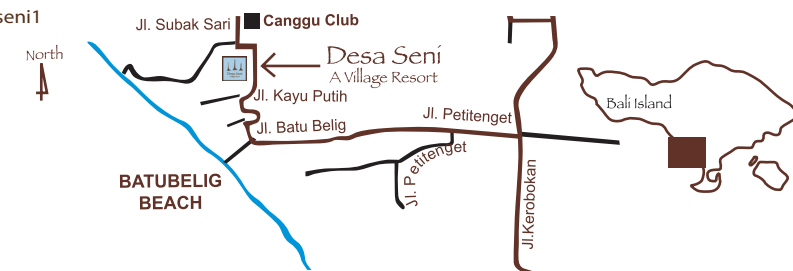 seni1
Jl. Subak Sari
Canggu Club
North
Desa Seni
A Village Resort
Jl. Kayu Putih
Bali Island
Jl. Petitenget
Jl. Batu Belig
Jl. Petitenget
BATUBELIG
BEACH
Jl.Kerobokan